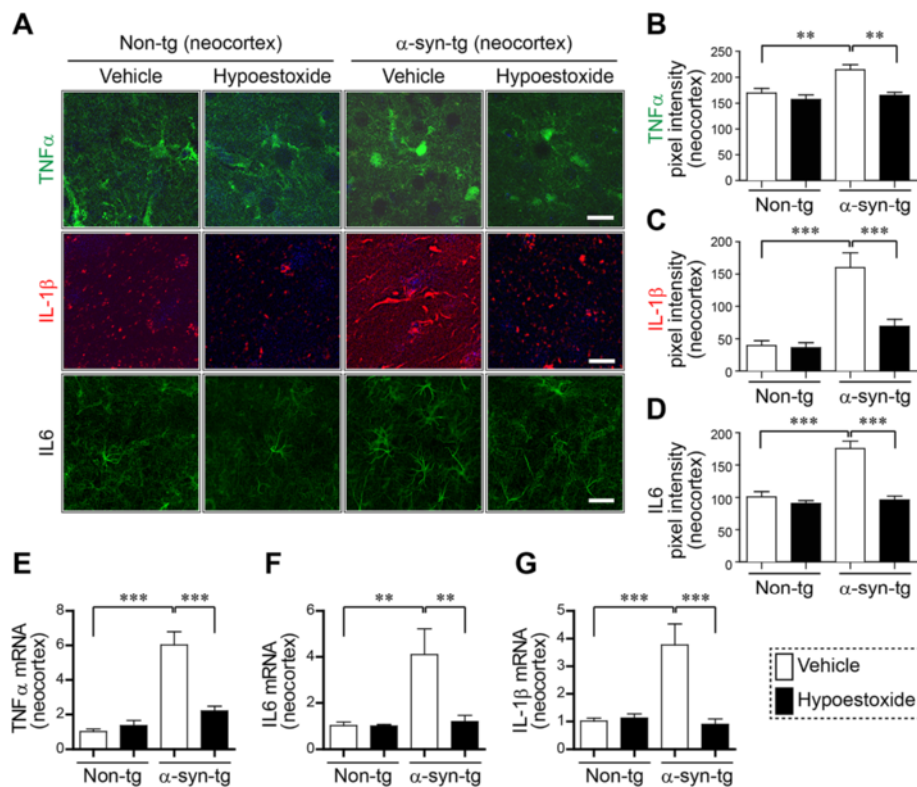 A
Non-tg (neocortex)
α-syn-tg (neocortex)
Vehicle
Hypoestoxide
Vehicle
Hypoestoxide
TNFα
IL-1β
IL6
B
TNFα
pixel intensity
(neocortex)
250
200
150
100
50
0
**
**
Non-tg
α-syn-tg
C
IL-1β
pixel intensity
(neocortex)
200
150
100
50
0
***
***
Non-tg
α-syn-tg
D
IL6
pixel intensity
(neocortex)
200
150
100
50
0
***
***
Non-tg
α-syn-tg
E
TNFα mRNA
(neocortex)
8
6
4
2
0
***
***
Non-tg
α-syn-tg
F
IL6 mRNA
(neocortex)
6
4
2
0
**
**
Non-tg
α-syn-tg
G
IL-1β mRNA
(neocortex)
5
4
3
2
1
0
***
***
Non-tg
α-syn-tg
Vehicle
Hypoestoxide